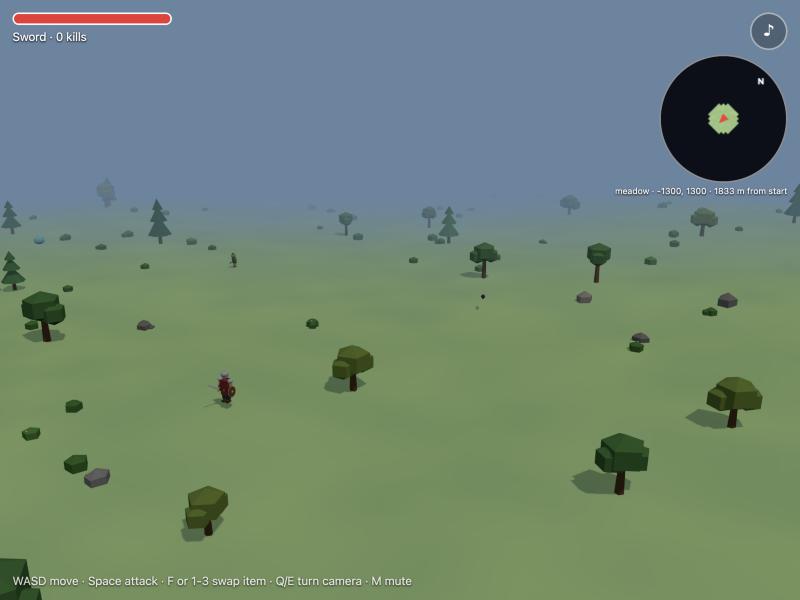 Sword · 0 kills
♪
N
meadow · -1300, 1300 · 1833 m from start
WASD move · Space attack · F or 1-3 swap item · Q/E turn camera · M mute